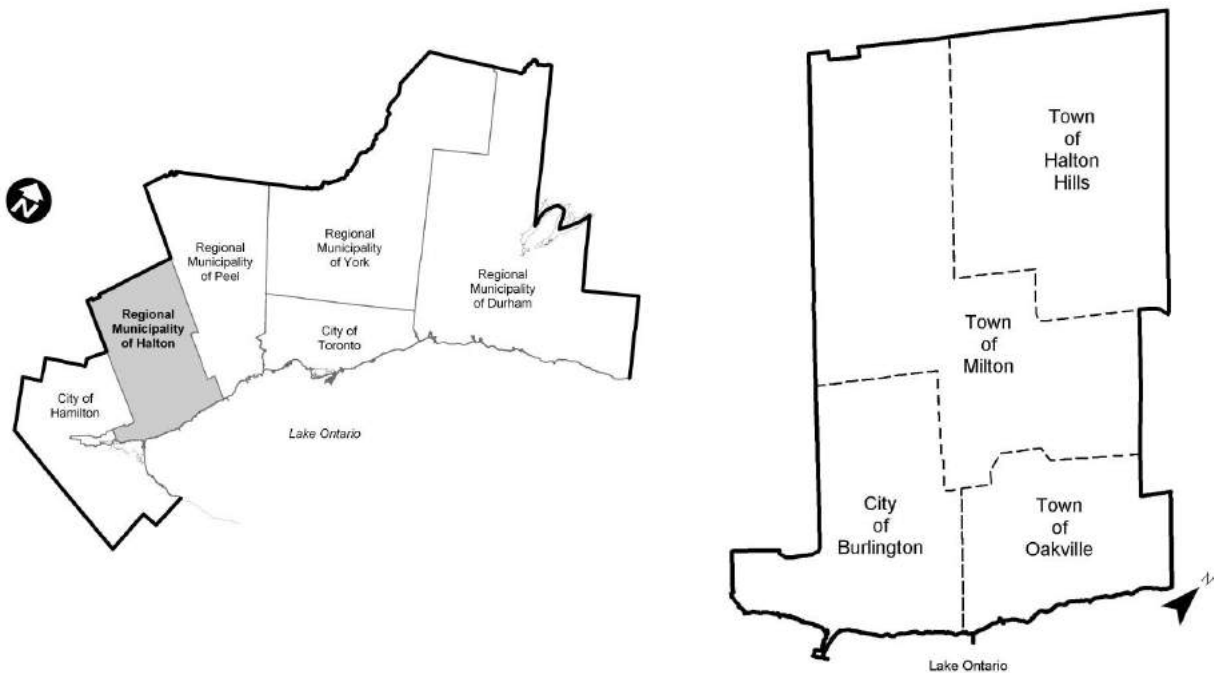 N
Regional
Municipality
of Peel
Regional
Municipality
of York
Regional
Municipality
of Durham
Regional
Municipality
of Halton
City of
Toronto
City of
Hamilton
Lake Ontario
Town
of
Halton
Hills
Town
of
Milton
City
of
Burlington
Town
of
Oakville
N
Lake Ontario